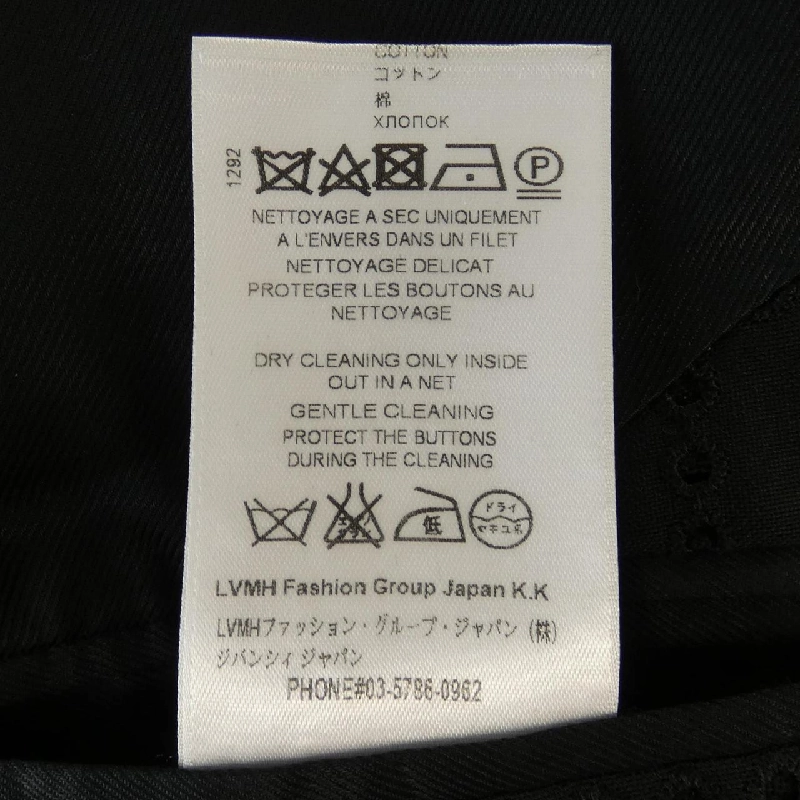 COTTON
コットン
棉
ХЛОПОК
1292
P
NETTOYAGE A SEC UNIQUEMENT
A L'ENVERS DANS UN FILET
NETTOYAGE DELICAT
PROTEGER LES BOUTONS AU
NETTOYAGE
DRY CLEANING ONLY INSIDE
OUT IN A NET
GENTLE CLEANING
PROTECT THE BUTTONS
DURING THE CLEANING
低
ドライ
セキユ系
LVMH Fashion Group Japan K.K
LVMHファッション・グループ・ジャパン (株)
ジバンシィ ジャパン
PHONE#03-5786-0962